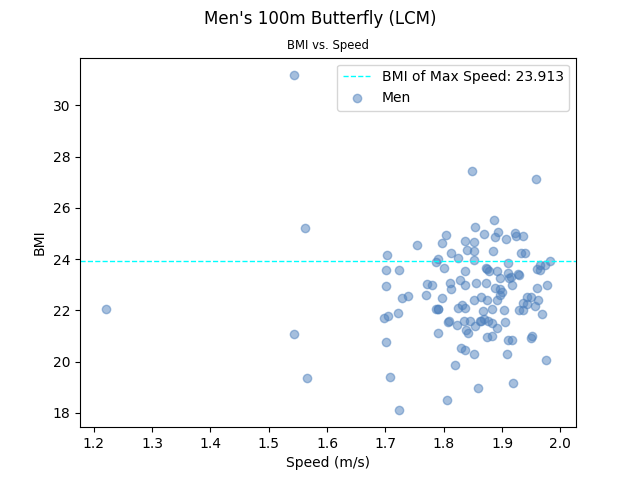 Men's 100m Butterfly (LCM)
BMI vs. Speed
BMI of Max Speed: 23.913
Men
30
28
26
24
22
20
18
BMI
1.2
1.3
1.4
1.5
1.6
1.7
1.8
1.9
2.0
Speed (m/s)